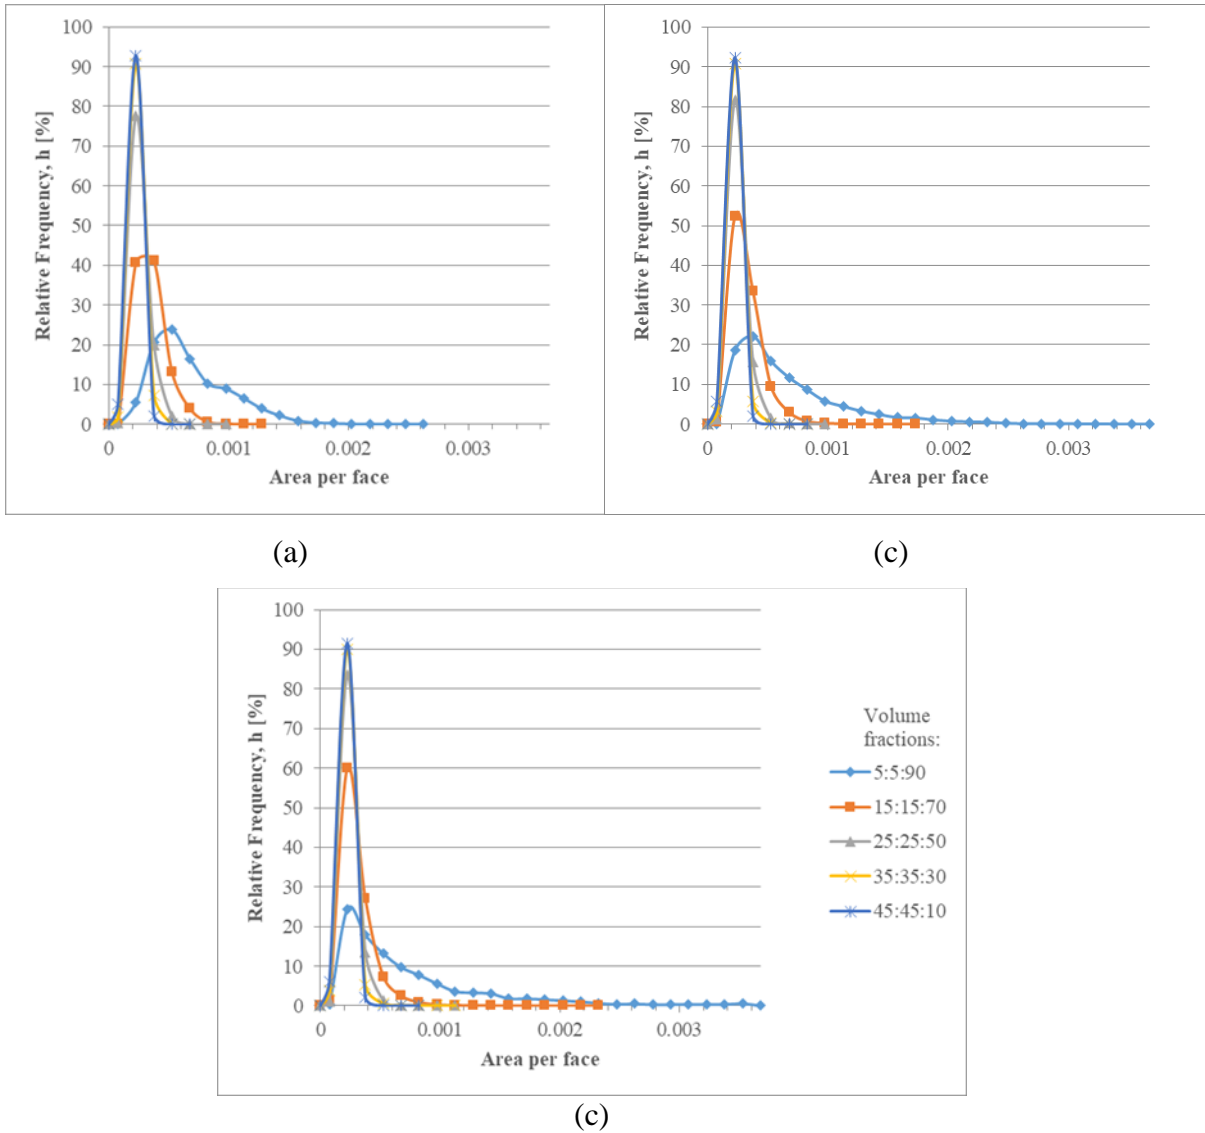 100
90
80
70
60
50
40
30
20
10
0
Relative Frequency, h [%]
0 0.001 0.002 0.003
Area per face
(a)
100
90
80
70
60
50
40
30
20
10
0
Relative Frequency, h [%]
0 0.001 0.002 0.003
Area per face
(c)
100
90
80
70
60
50
40
30
20
10
0
Relative Frequency, h [%]
0 0.001 0.002 0.003
Area per face
Volume
fractions:
5:5:90
15:15:70
25:25:50
35:35:30
45:45:10
(c)